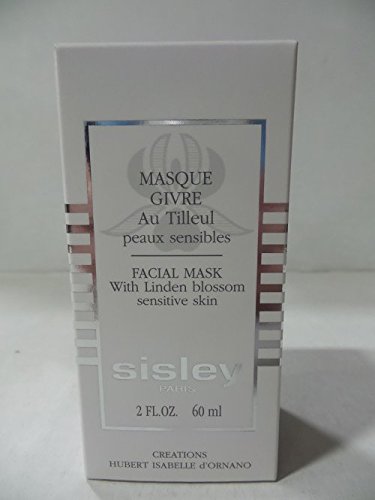 MASQUE
GIVRE
Au Tilleul
peaux sensibles
FACIAL MASK
With Linden blossom
sensitive skin
sisley
PARIS
2 FL.OZ. 60 ml
CREATIONS
HUBERT ISABELLE d'ORNANO